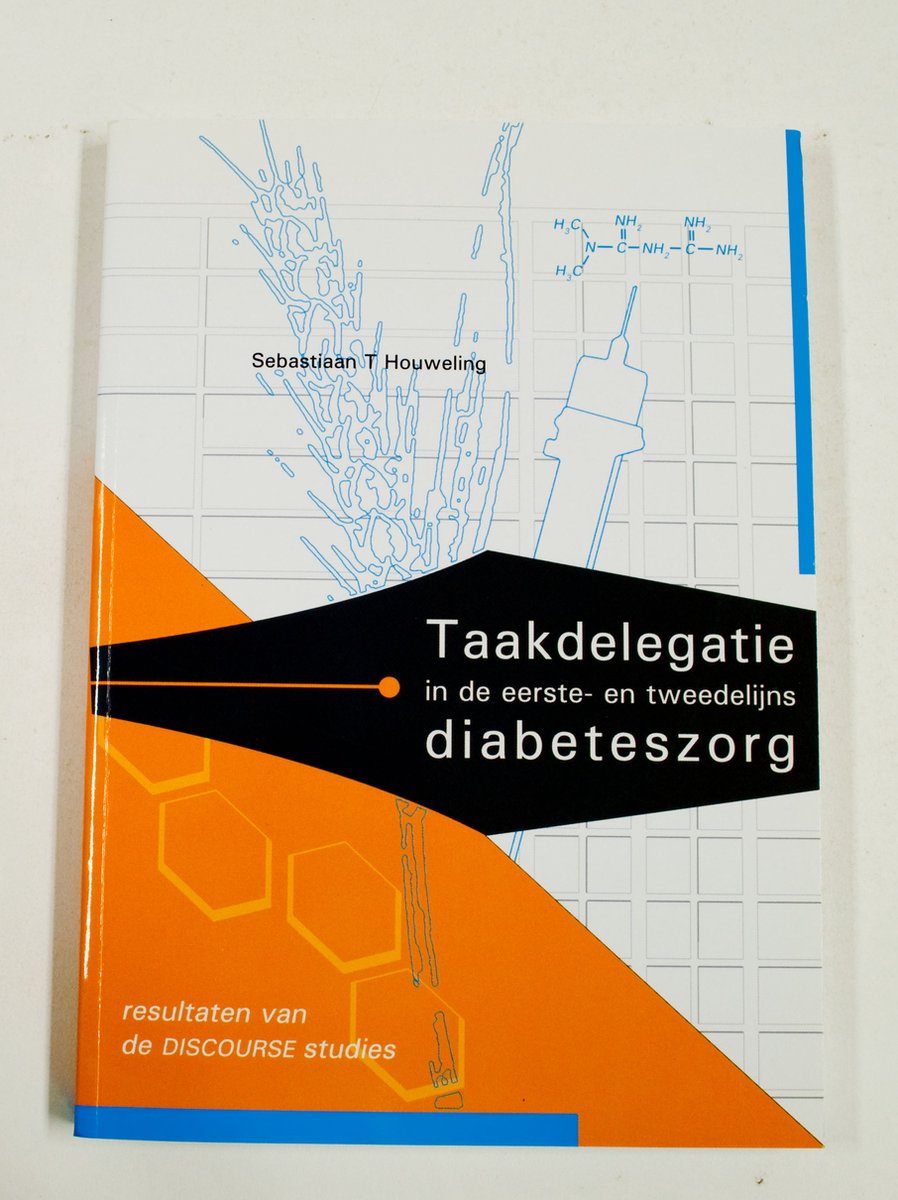 NH2 NH2
H3C
N—C—NH2—C—NH2
H3C
Sebastiaan T Houweling
Taakdelegatie
in de eerste- en tweedelijns
diabeteszorg
resultaten van
de DISCOURSE studies